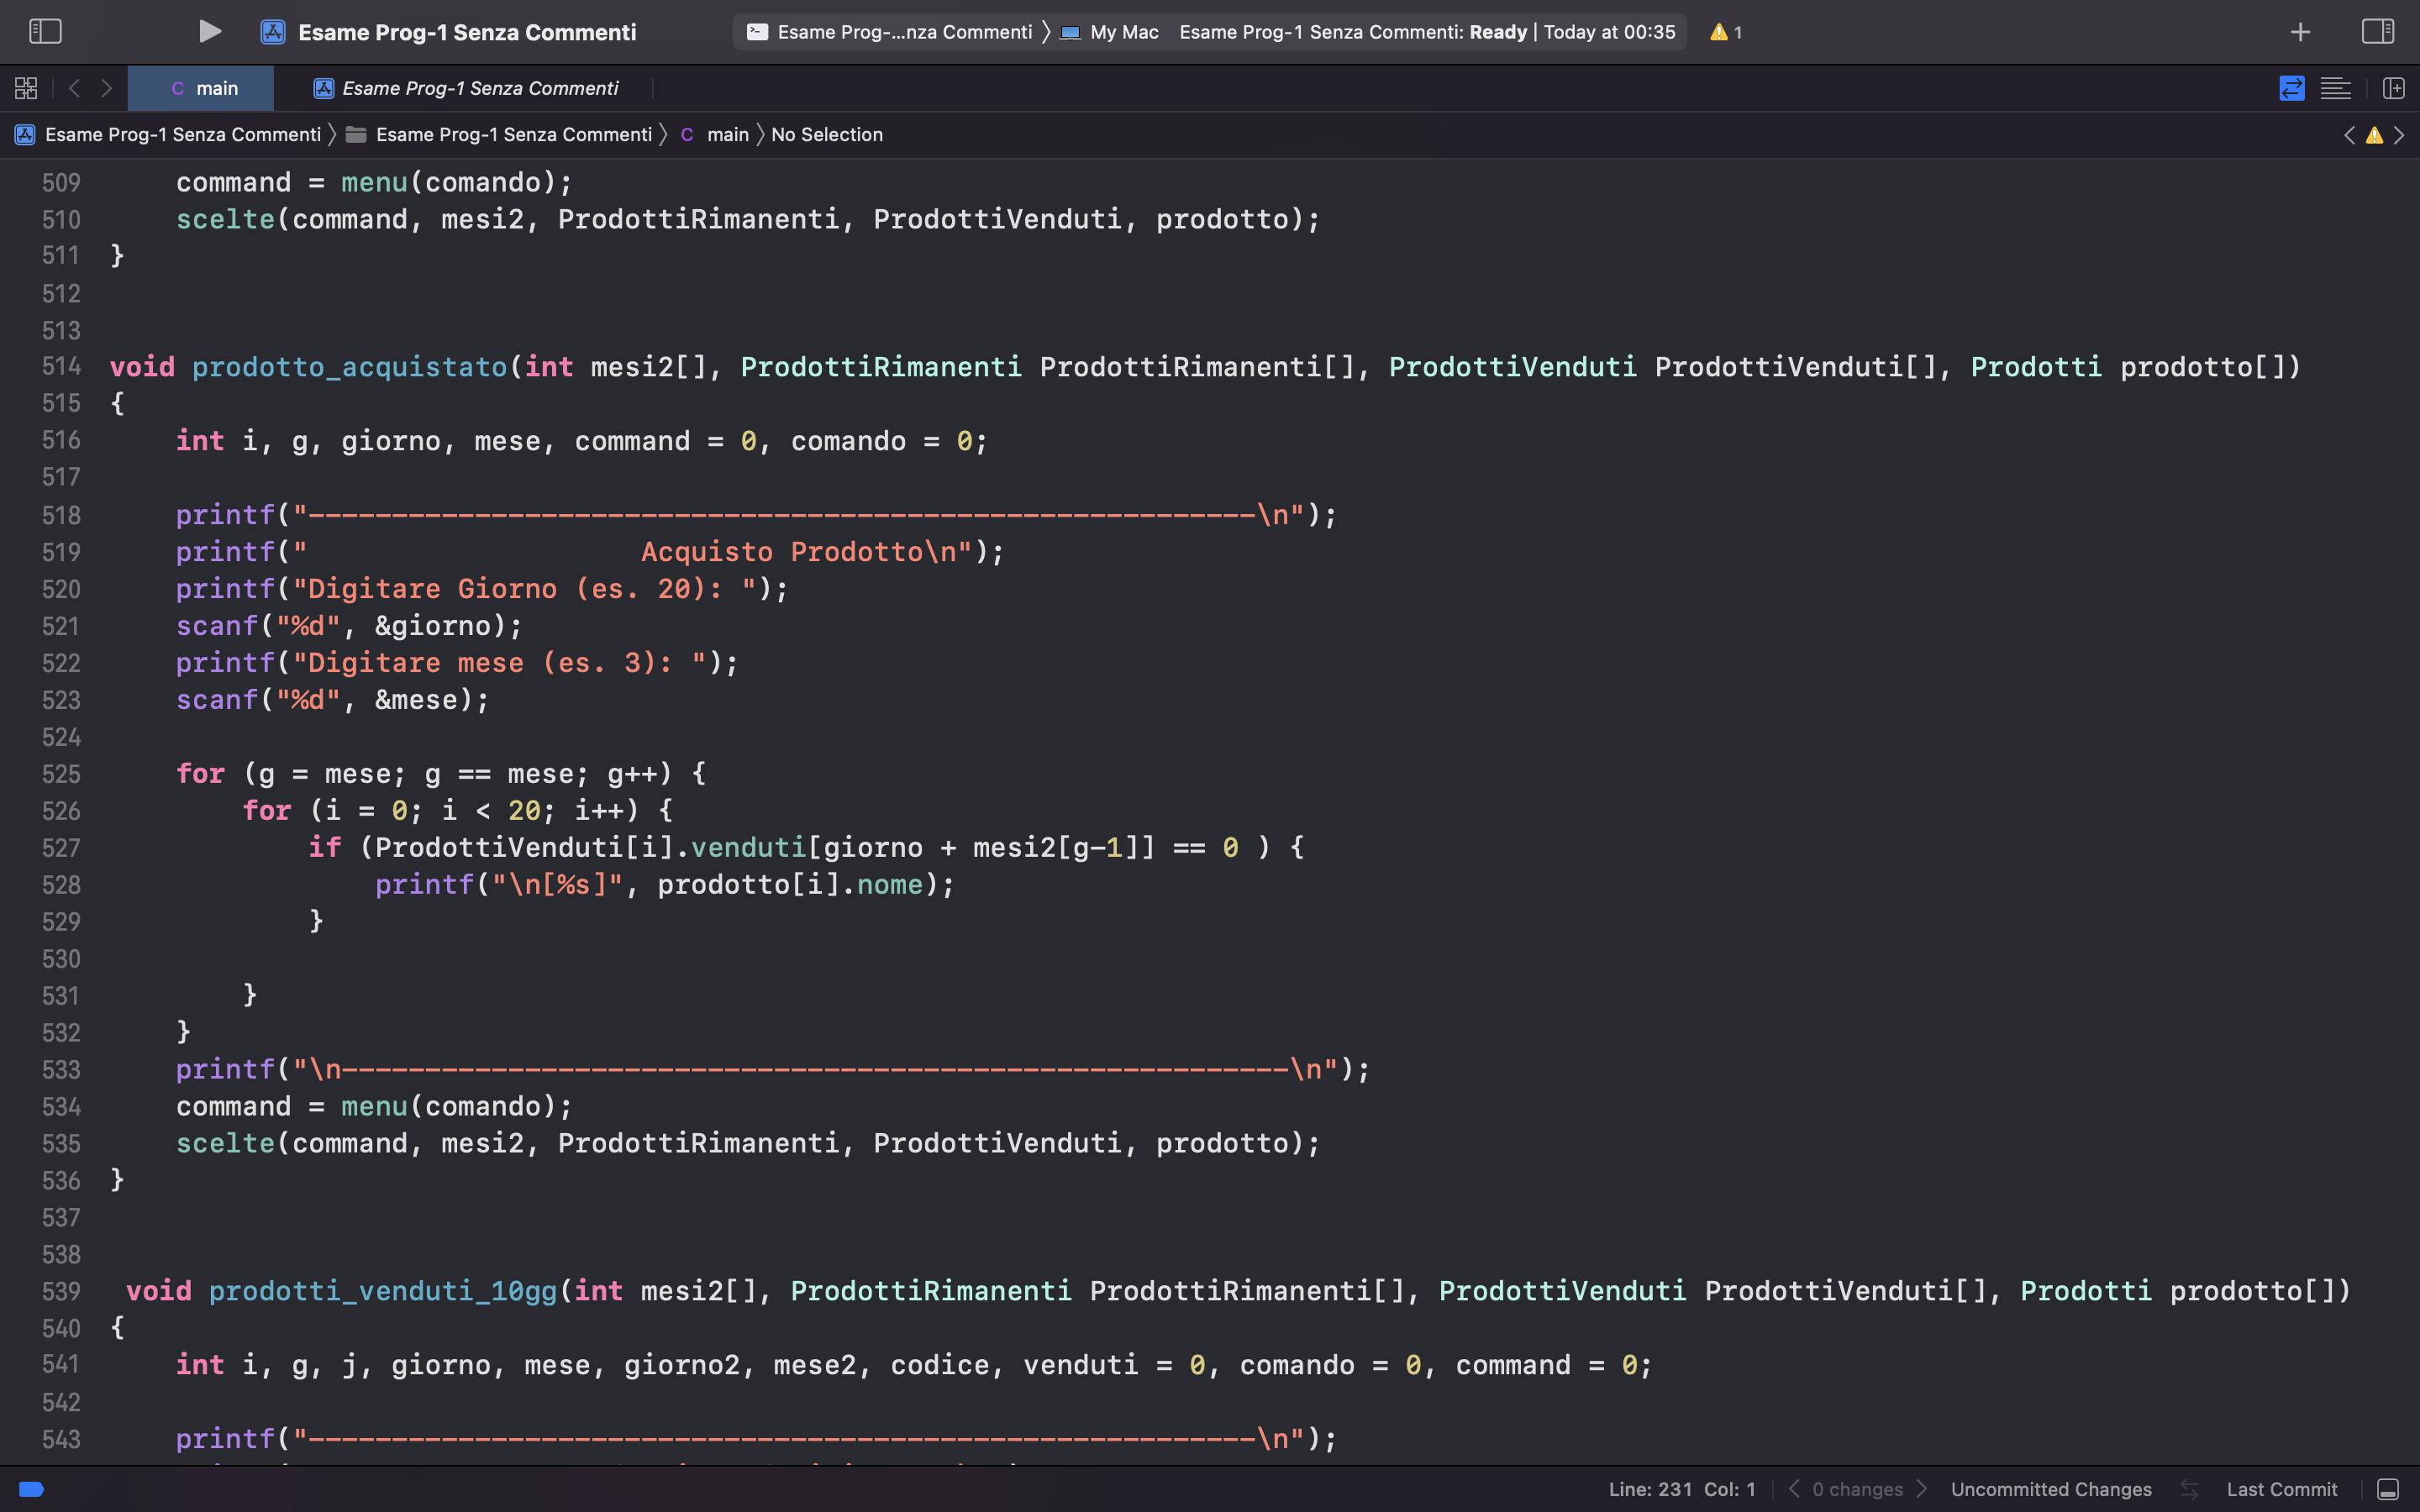 Esame Prog-1 Senza Commenti
Esame Prog-...nza Commenti 〉 My Mac Esame Prog-1 Senza Commenti: Ready | Today at 00:35 1
C main Esame Prog-1 Senza Commenti
Esame Prog-1 Senza Commenti 〉 Esame Prog-1 Senza Commenti 〉 C main 〉 No Selection
509 command = menu(comando);
510 scelte(command, mesi2, ProdottiRimanenti, ProdottiVenduti, prodotto);
511 }
512
513
514 void prodotto_acquistato(int mesi2[], ProdottiRimanenti ProdottiRimanenti[], ProdottiVenduti ProdottiVenduti[], Prodotti prodotto[])
515 {
516 int i, g, giorno, mese, command = 0, comando = 0;
517
518 printf("---------------------------------------------------------\n");
519 printf("                    Acquisto Prodotto\n");
520 printf("Digitare Giorno (es. 20): ");
521 scanf("%d", &giorno);
522 printf("Digitare mese (es. 3): ");
523 scanf("%d", &mese);
524
525 for (g = mese; g == mese; g++) {
526 for (i = 0; i < 20; i++) {
527 if (ProdottiVenduti[i].venduti[giorno + mesi2[g-1]] == 0 ) {
528 printf("\n[%s]", prodotto[i].nome);
529 }
530
531 }
532 }
533 printf("\n---------------------------------------------------------\n");
534 command = menu(comando);
535 scelte(command, mesi2, ProdottiRimanenti, ProdottiVenduti, prodotto);
536 }
537
538
539 void prodotti_venduti_10gg(int mesi2[], ProdottiRimanenti ProdottiRimanenti[], ProdottiVenduti ProdottiVenduti[], Prodotti prodotto[])
540 {
541 int i, g, j, giorno, mese, giorno2, mese2, codice, venduti = 0, comando = 0, command = 0;
542
543 printf("---------------------------------------------------------\n");
Line: 231 Col: 1 0 changes Uncommitted Changes Last Commit